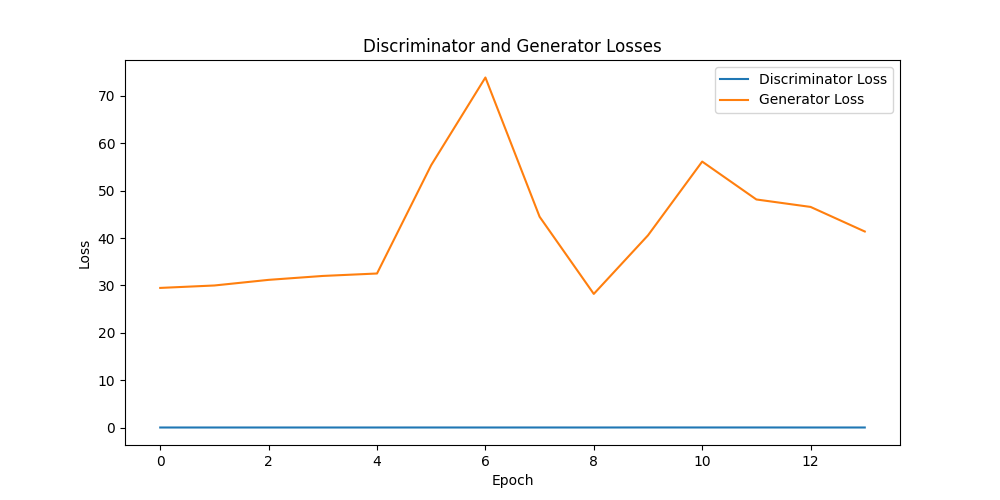 Discriminator and Generator Losses
Discriminator Loss
Generator Loss
Loss
70
60
50
40
30
20
10
0
0 2 4 6 8 10 12
Epoch